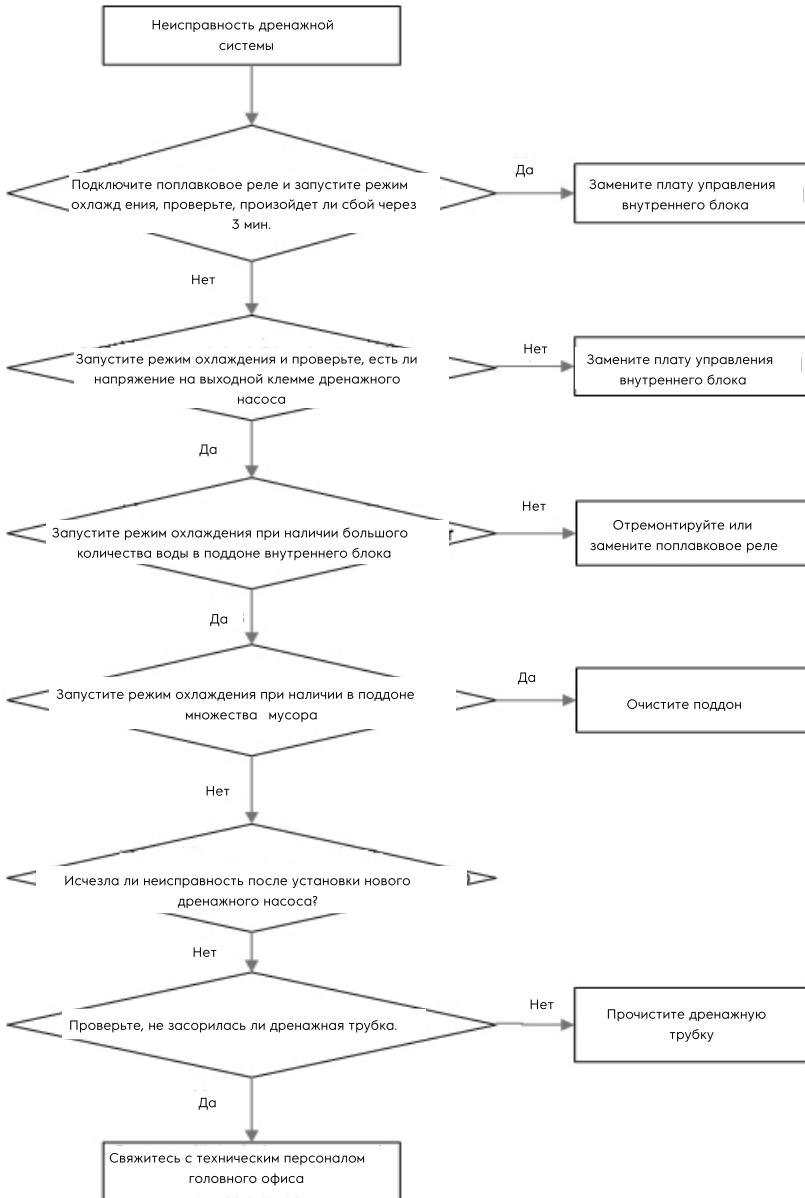 Неисправность дренажной
системы
Подключите поплавковое реле и запустите режим
охлажд ения, проверьте, произойдет ли сбой через
3 мин.
Да
Замените плату управления
внутреннего блока
Нет
Запустите режим охлаждения и проверьте, есть ли
напряжение на выходной клемме дренажного
насоса
Нет
Замените плату управления
внутреннего блока
Да
Запустите режим охлаждения при наличии большого
количества воды в поддоне внутреннего блока
Нет
Отремонтируйте или
замените поплавковое реле
Да
Запустите режим охлаждения при наличии в поддоне
множества мусора
Да
Очистите поддон
Нет
Исчезла ли неисправность после установки нового
дренажного насоса?
Нет
Проверьте, не засорилась ли дренажная трубка.
Нет
Прочистите дренажную
трубку
Да
Свяжитесь с техническим персоналом
головного офиса